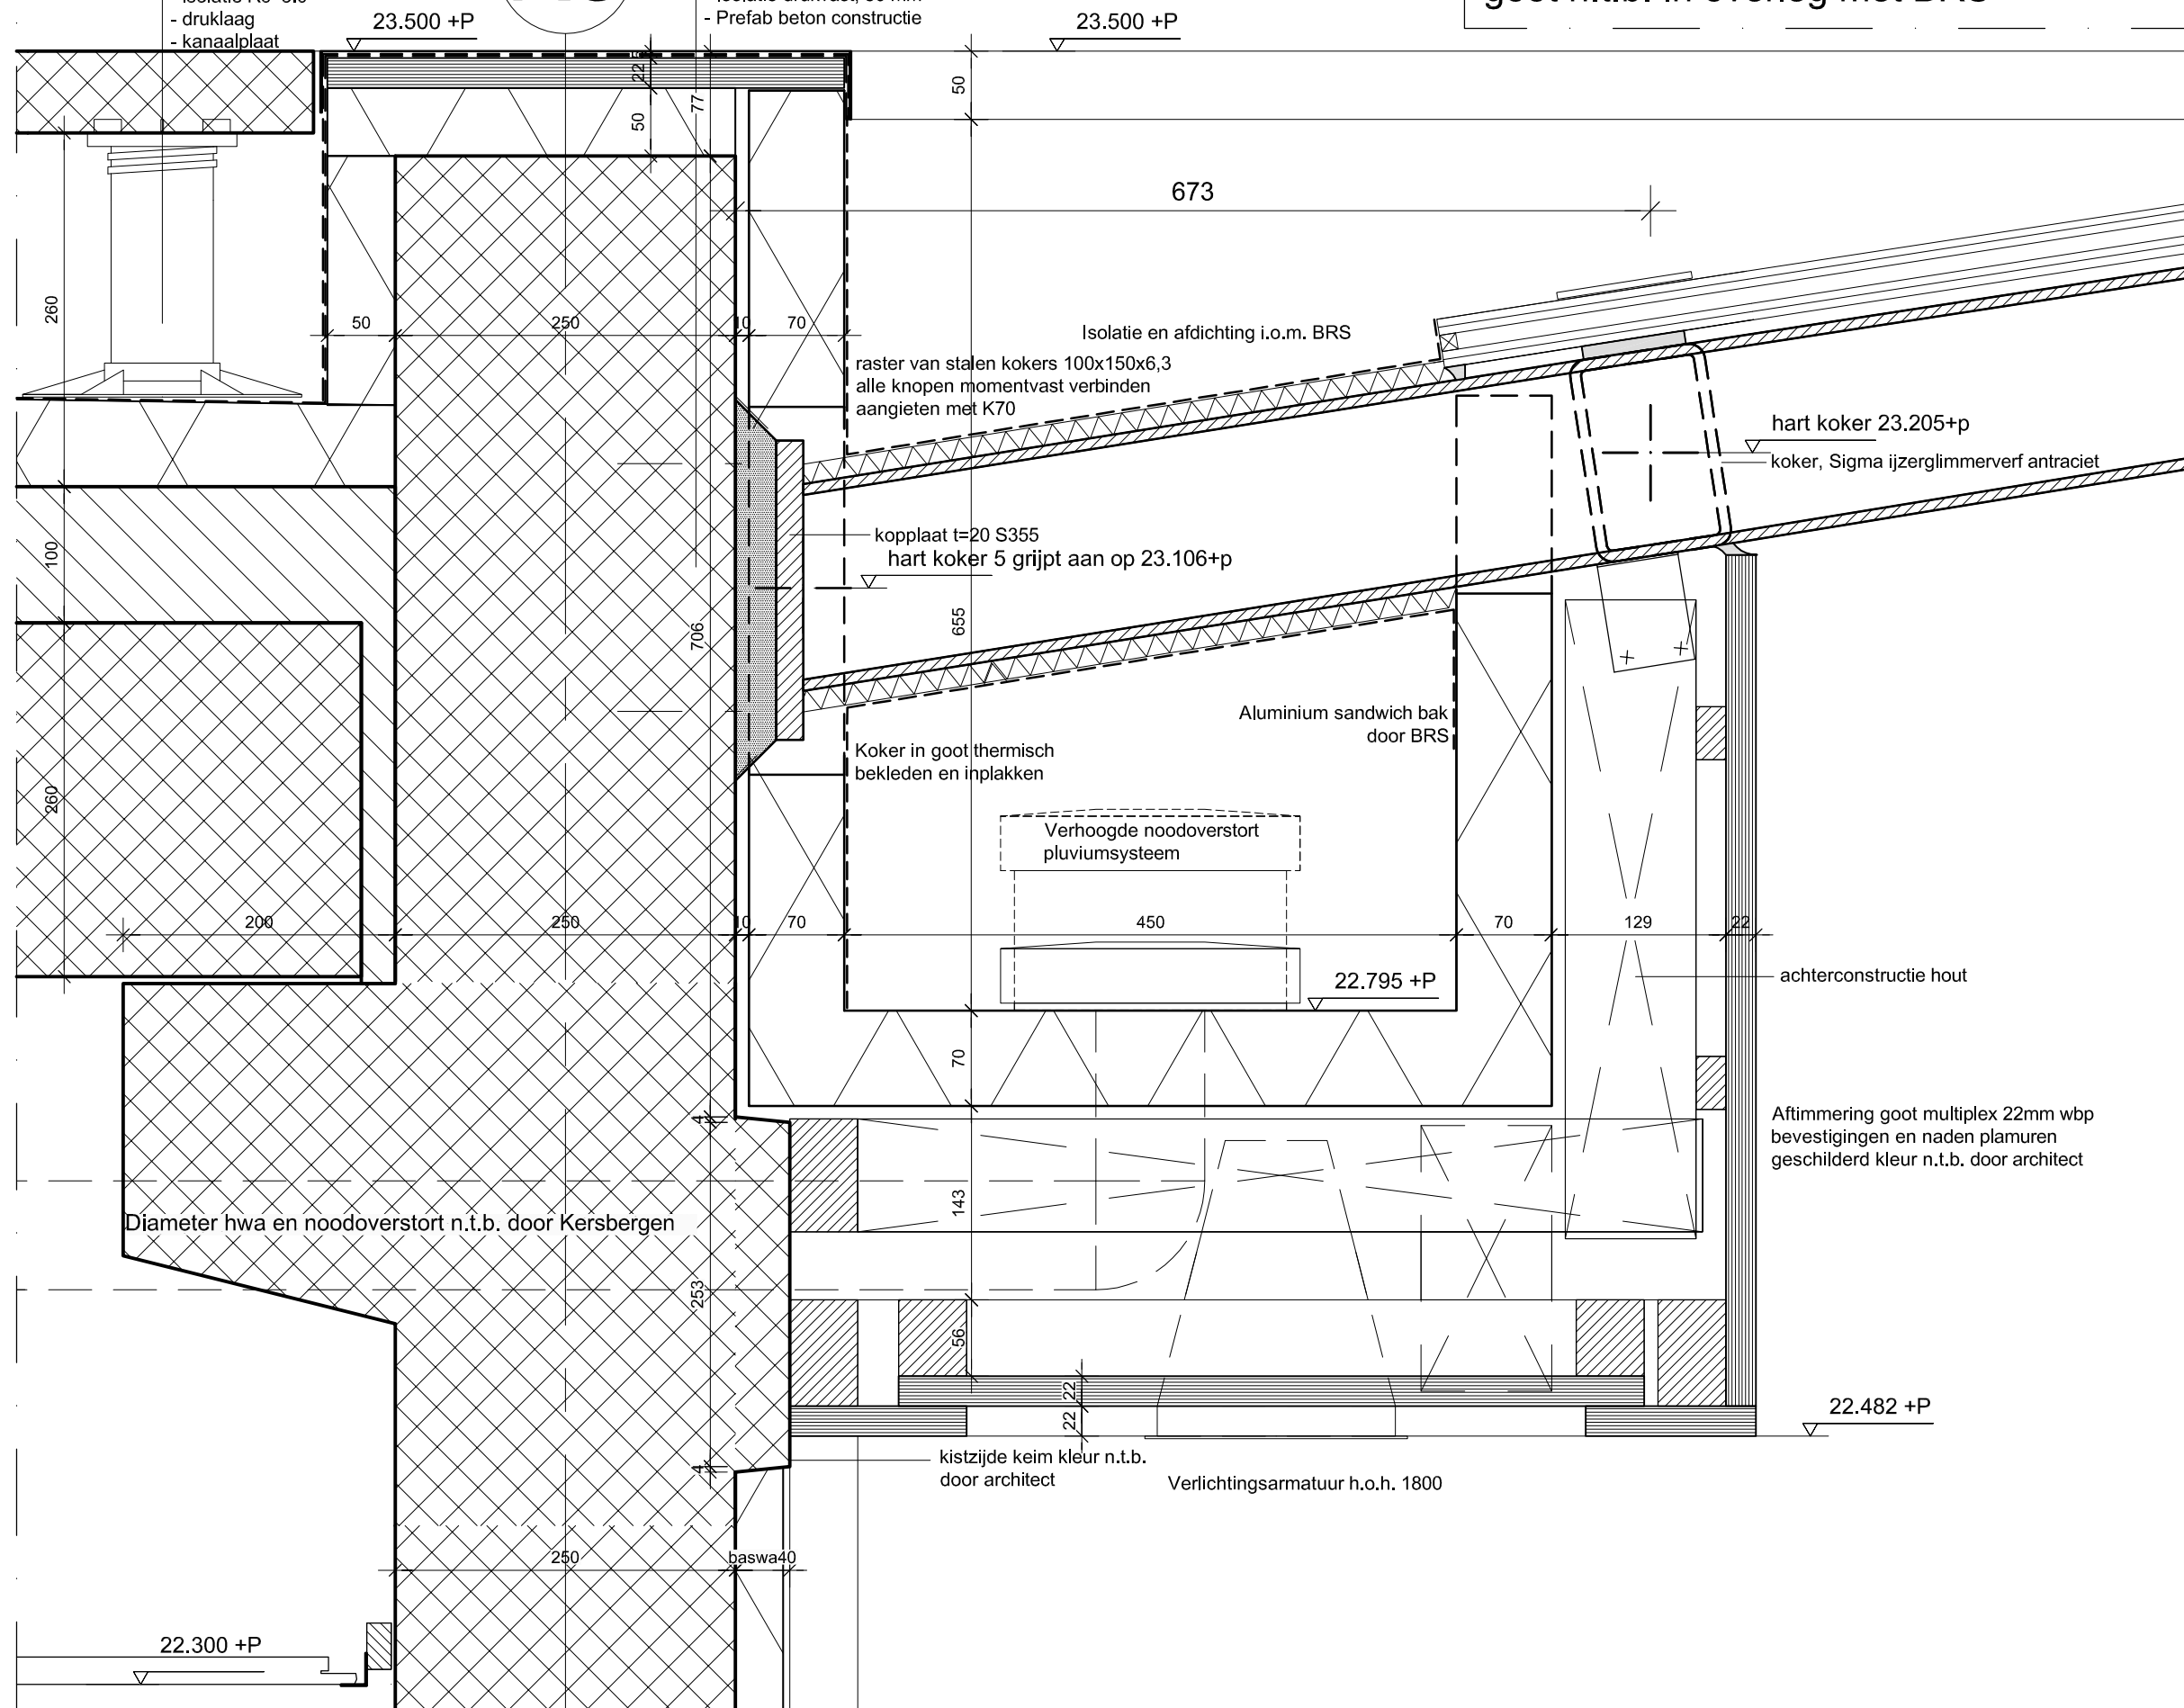 - druklaag
- kanaalplaat
23.500 +P
- Prefab beton constructie
23.500 +P
goot n.t.b. in overleg met BRS
22
50
77
50
673
260
50
250
10
70
Isolatie en afdichting i.o.m. BRS
raster van stalen kokers 100x150x6,3
alle knopen momentvast verbinden
aangieten met K70
hart koker 23.205+p
koker, Sigma ijzerglimmerverf antraciet
kopplaat t=20 S355
hart koker 5 grijpt aan op 23.106+p
100
706
655
Aluminium sandwich bak
door BRS
Koker in goot thermisch
bekleden en inplakken
260
Verhoogde noodoverstort
pluviumsysteem
200
250
10
70
450
70
129
22
22.795 +P
achterconstructie hout
70
4
Aftimmering goot multiplex 22mm wbp
bevestigingen en naden plamuren
geschilderd kleur n.t.b. door architect
143
Diameter hwa en noodoverstort n.t.b. door Kersbergen
253
56
22
22
22.482 +P
4
kistzijde keim kleur n.t.b.
door architect
Verlichtingsarmatuur h.o.h. 1800
250
baswa40
22.300 +P